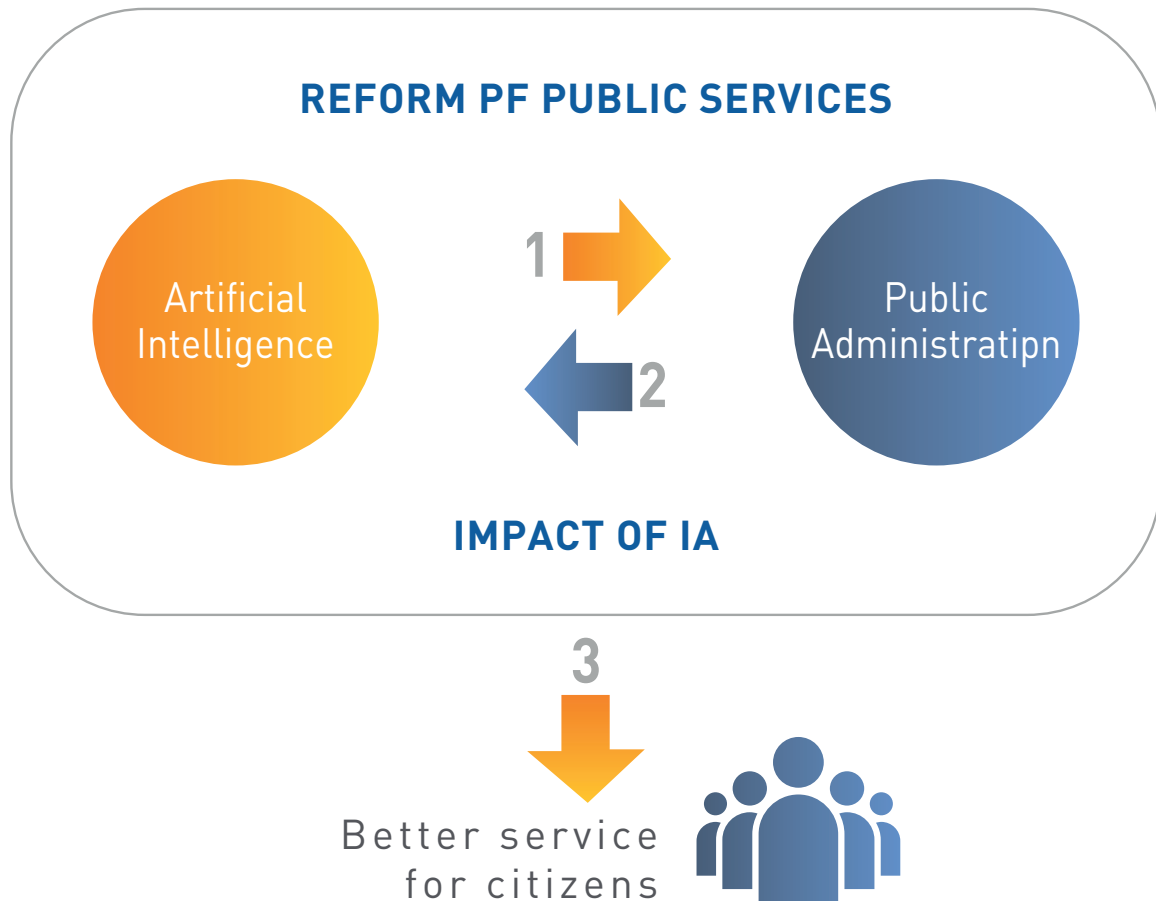 REFORM PF PUBLIC SERVICES
Artificial
Intelligence
1
2
Public
Administratipn
IMPACT OF IA
3
Better service
for citizens